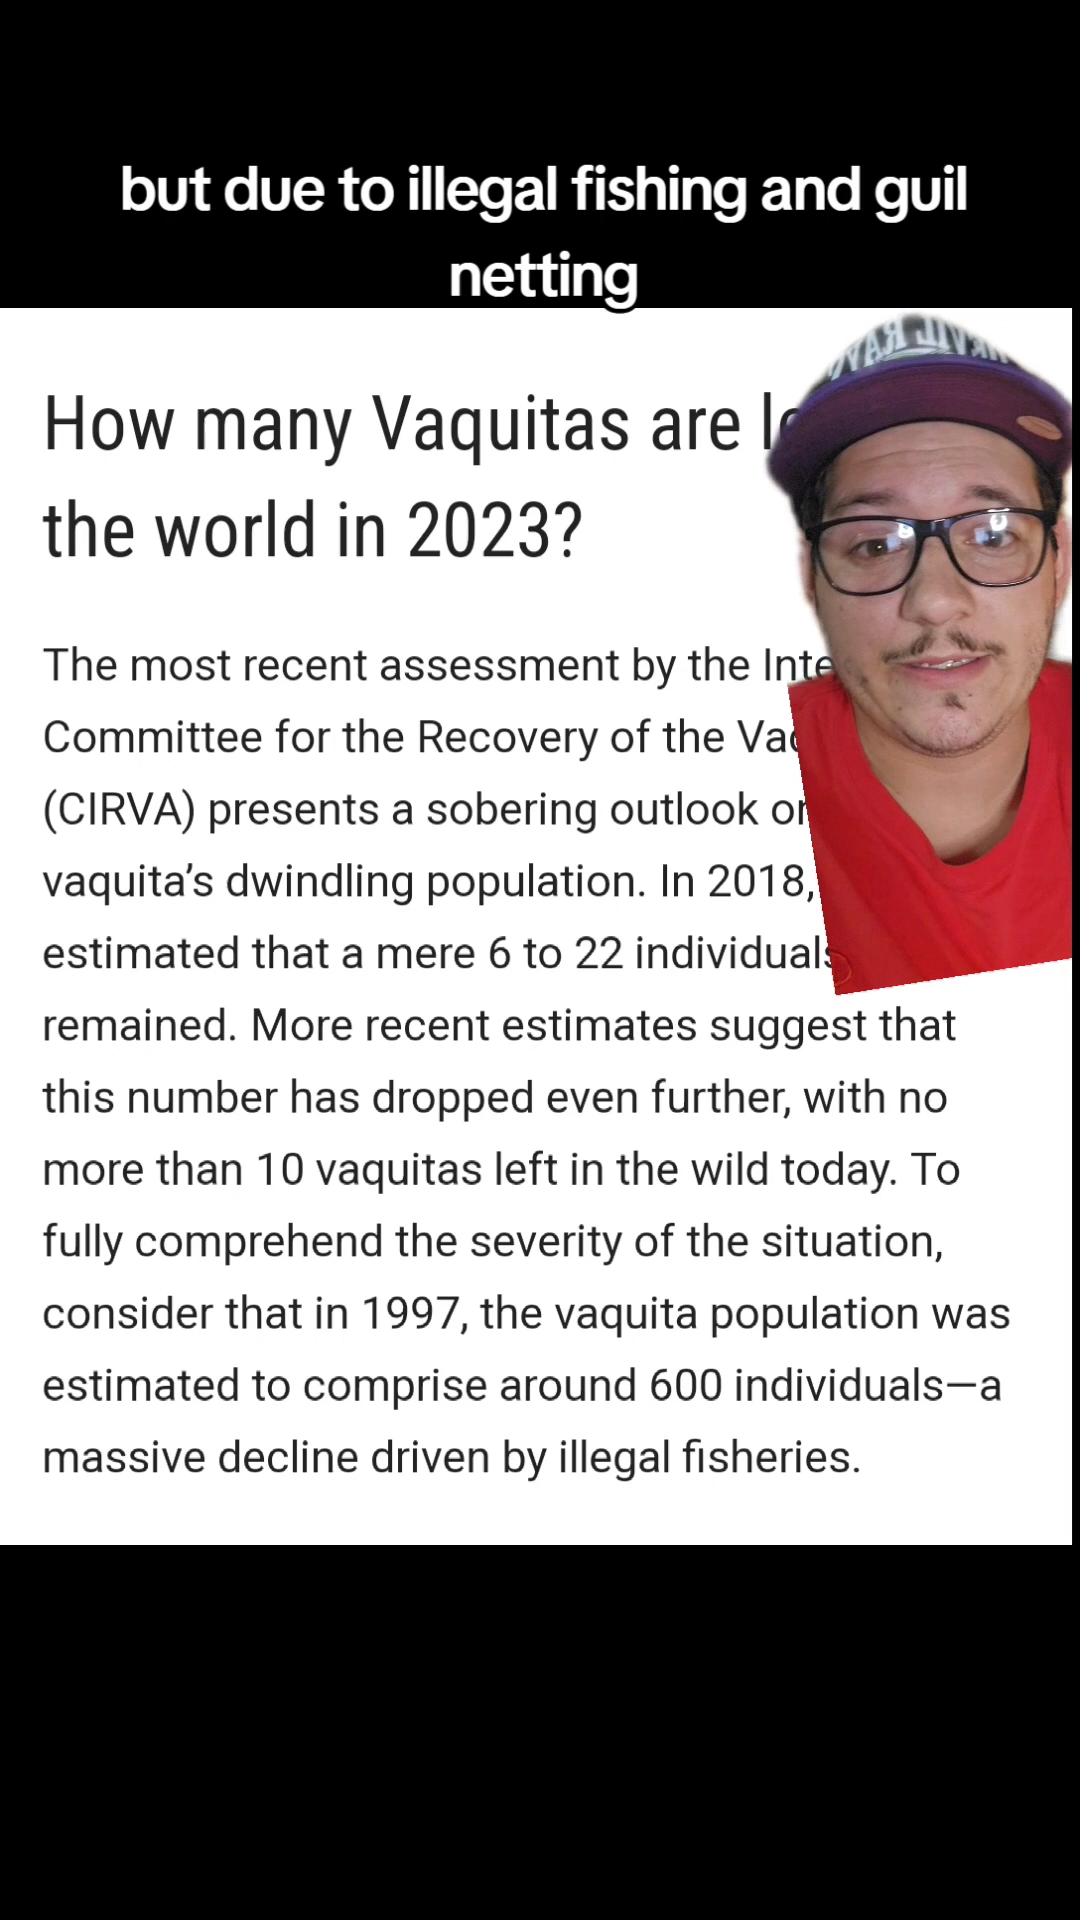 but due to illegal fishing and guil
netting
How many Vaquitas are
the world in 2023?
The most recent assessment by the
Committee for the Recovery of the
(CIRVA) presents a sobering outlook
vaquita’s dwindling population. In 2018,
estimated that a mere 6 to 22 individuals
remained. More recent estimates suggest that
this number has dropped even further, with no
more than 10 vaquitas left in the wild today. To
fully comprehend the severity of the situation,
consider that in 1997, the vaquita population was
estimated to comprise around 600 individuals—a
massive decline driven by illegal fisheries.